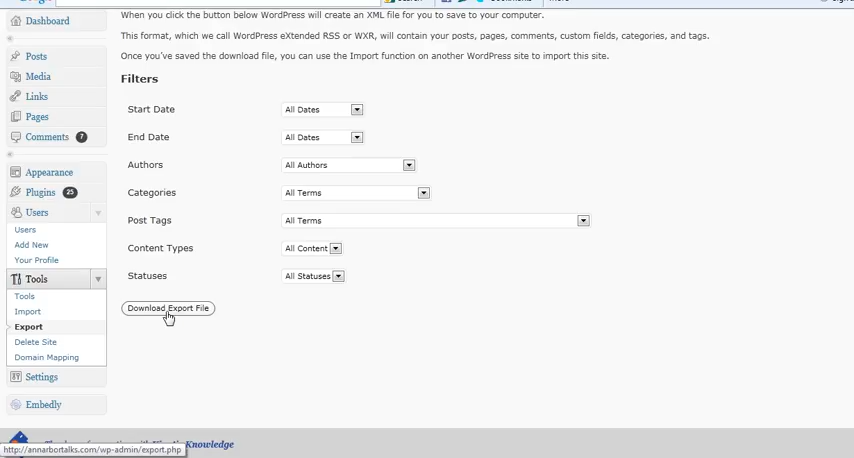 When you click the button below WordPress will create an XML file for you to save to your computer.
Dashboard
This format, which we call WordPress eXtended RSS or WXR, will contain your posts, pages, comments, custom fields, categories, and tags.
Posts
Once you've saved the download file, you can use the Import function on another WordPress site to import this site.
Media
Filters
Links
Start Date All Dates
Pages
Comments 7
End Date All Dates
Authors All Authors
Appearance
Plugins 25
Categories All Terms
Users
Post Tags All Terms
Users
Add New
Content Types All Content
Your Profile
Tools
Statuses All Statuses
Tools
Import
Download Export File
Export
Delete Site
Domain Mapping
Settings
Embedly
Knowledge
http://annarbortalks.com/wp-admin/export.php